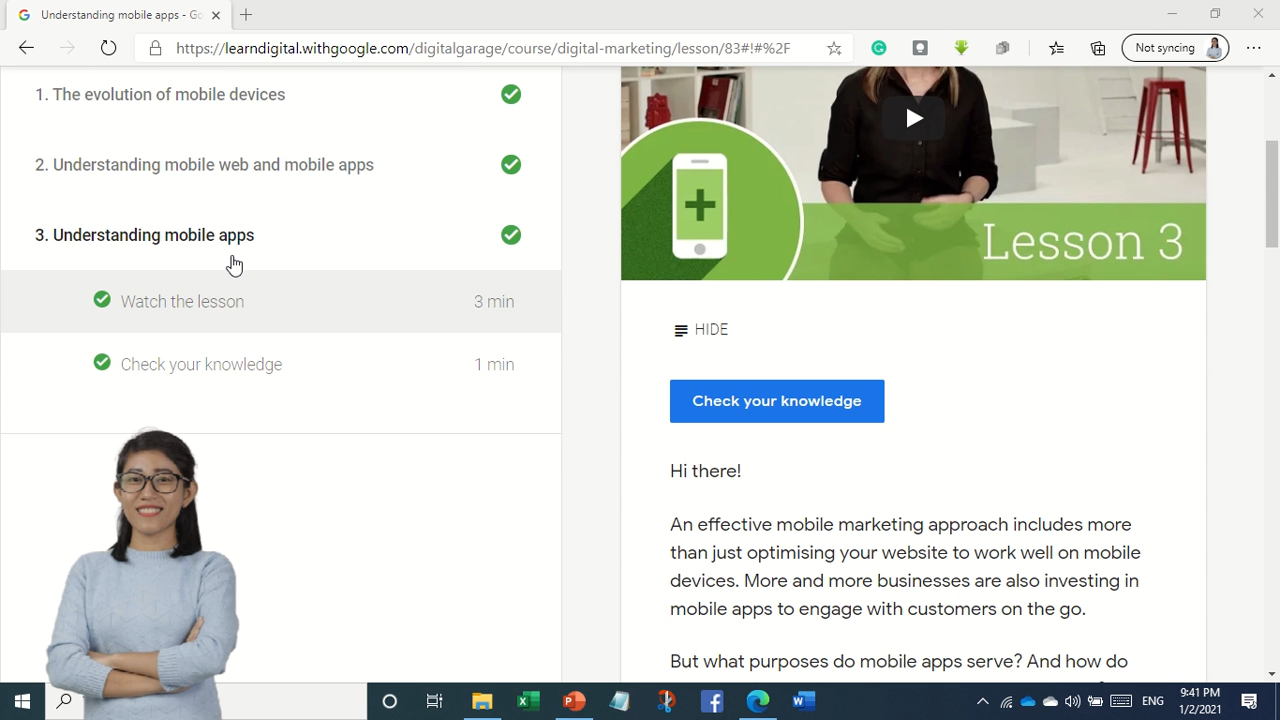 Understanding mobile apps - Go
https://learndigital.withgoogle.com/digitalgarage/course/digital-marketing/lesson/83#!#%2F
Not syncing
1. The evolution of mobile devices
2. Understanding mobile web and mobile apps
3. Understanding mobile apps
Watch the lesson 3 min
Check your knowledge 1 min
Lesson 3
HIDE
Check your knowledge
Hi there!
An effective mobile marketing approach includes more
than just optimising your website to work well on mobile
devices. More and more businesses are also investing in
mobile apps to engage with customers on the go.
But what purposes do mobile apps serve? And how do
ENG
9:41 PM
1/2/2021